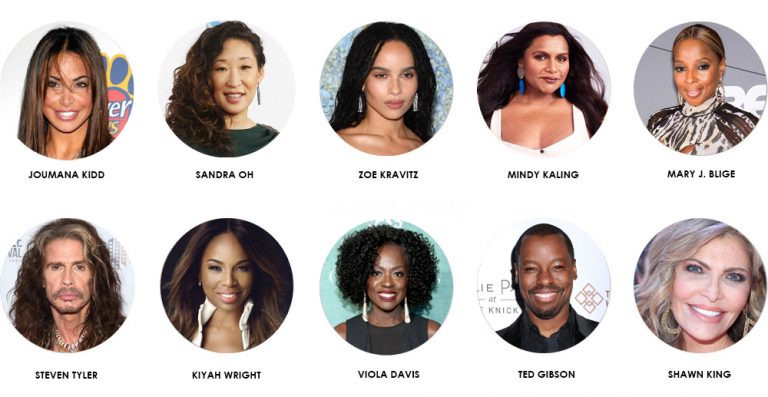 JOUMANA KIDD
SANDRA OH
ZOE KRAVITZ
MINDY KALING
MARY J. BLIGE
STEVEN TYLER
KIYAH WRIGHT
VIOLA DAVIS
TED GIBSON
SHAWN KING